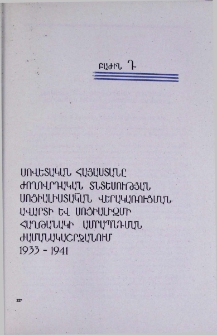 ԲԱԺԻՆ Դ
ՍՈՎԵՏԱԿԱՆ ՀԱՅԱՍՏԱՆԸ
ԺՈՂՈՎՐԴԱԿԱՆ ՏՆՏԵՍՈՒԹՅԱՆ
ՍՈՑԻԱԼԻՍՏԱԿԱՆ ՎԵՐԱԿԱՌՈՒՑՄԱՆ
ԱՎԱՐՏԻ ԵՎ ՍՈՑԻԱԼԻԶՄԻ
ՀԱՂԹԱՆԱԿԻ ԱՄՐԱՊՆԴՄԱՆ
ԺԱՄԱՆԱԿԱՇՐՋԱՆՈՒՄ
1933 - 1941